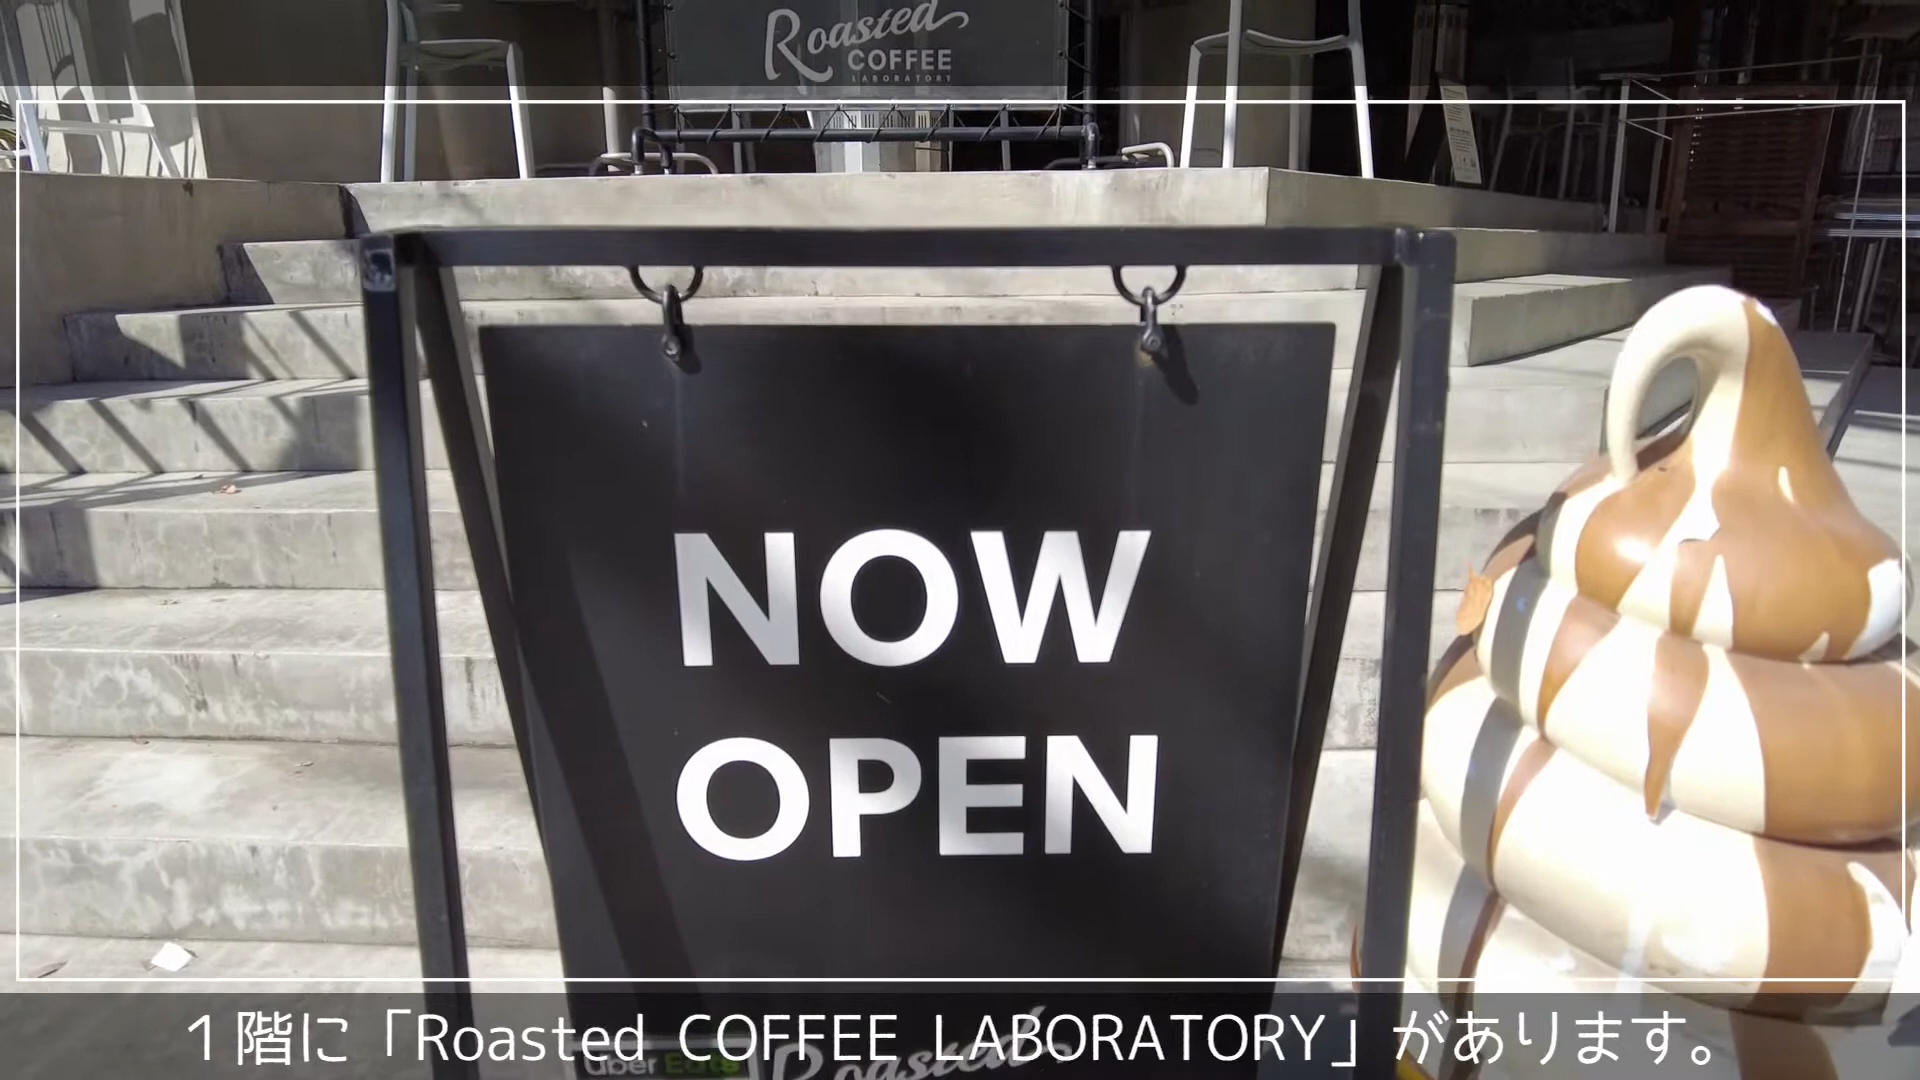 Roasted
COFFEE
LABORATORY
NOW
OPEN
Uber Eats
Roasted
１階に「Roasted COFFEE LABORATORY」があります。